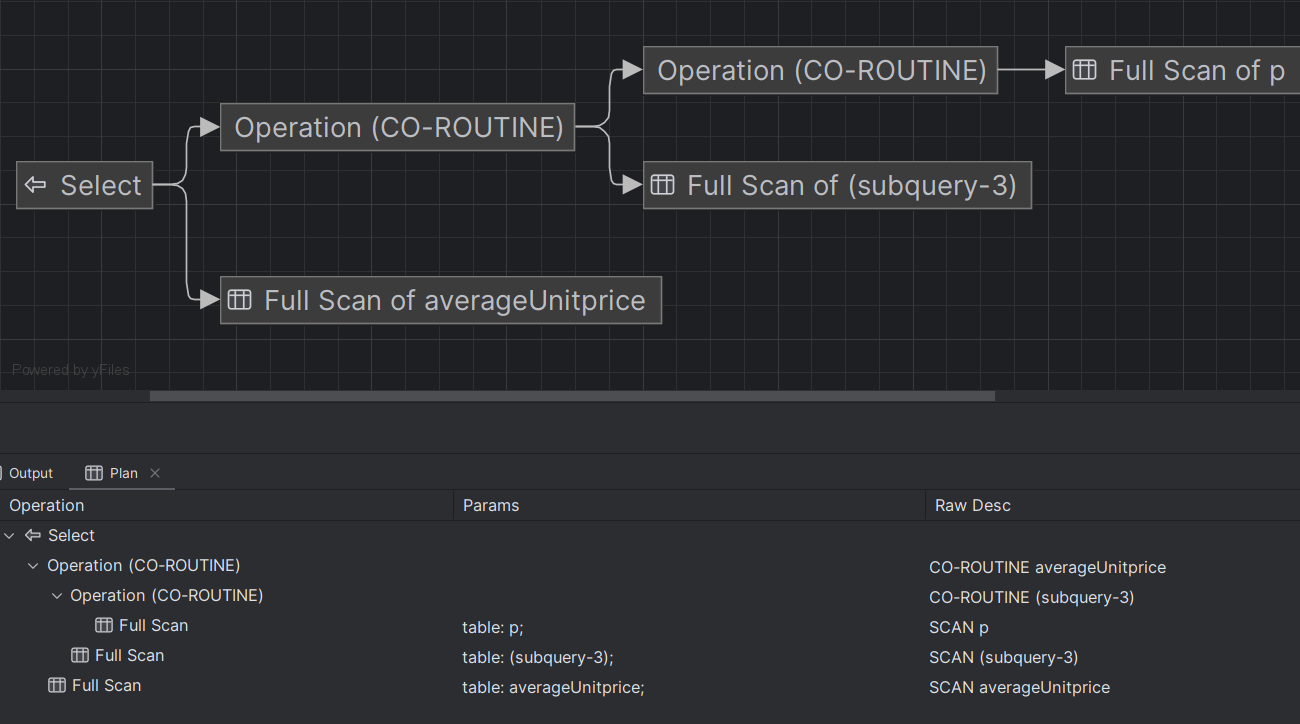 Operation (CO-ROUTINE)
Full Scan of p
Operation (CO-ROUTINE)
Select
Full Scan of (subquery-3)
Full Scan of averageUnitprice
Powered by yFiles
Output Plan
Operation Params Raw Desc
Select
Operation (CO-ROUTINE) CO-ROUTINE averageUnitprice
Operation (CO-ROUTINE) CO-ROUTINE (subquery-3)
Full Scan table: p; SCAN p
Full Scan table: (subquery-3); SCAN (subquery-3)
Full Scan table: averageUnitprice; SCAN averageUnitprice